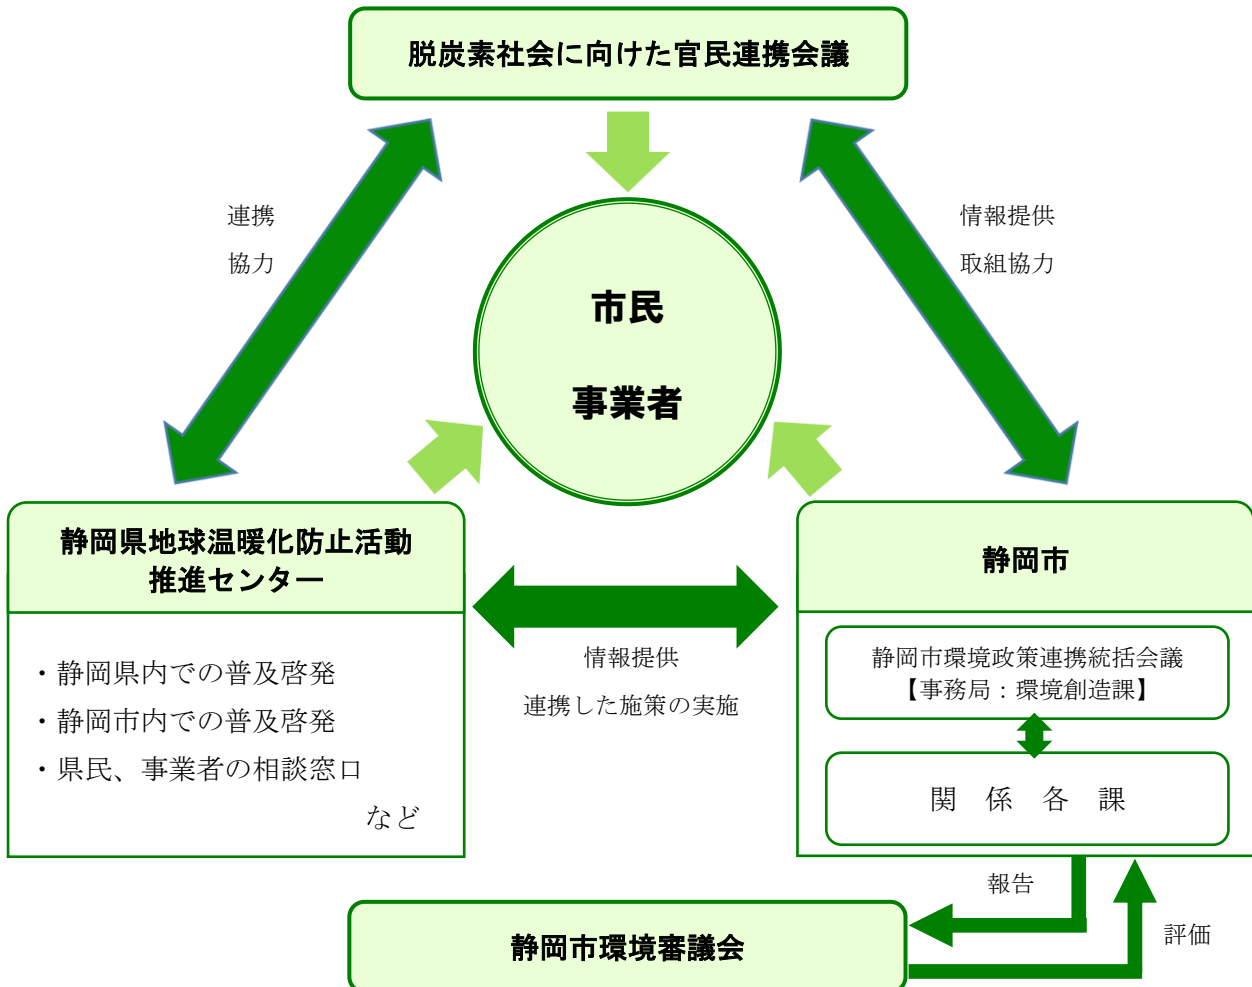 脱炭素社会に向けた官民連携会議
連携
協力
情報提供
取組協力
市民
事業者
静岡県地球温暖化防止活動
推進センター
・静岡県内での普及啓発
・静岡市内での普及啓発
・県民、事業者の相談窓口
など
情報提供
連携した施策の実施
静岡市
静岡市環境政策連携統括会議
【事務局：環境創造課】
関　係　各　課
報告
評価
静岡市環境審議会